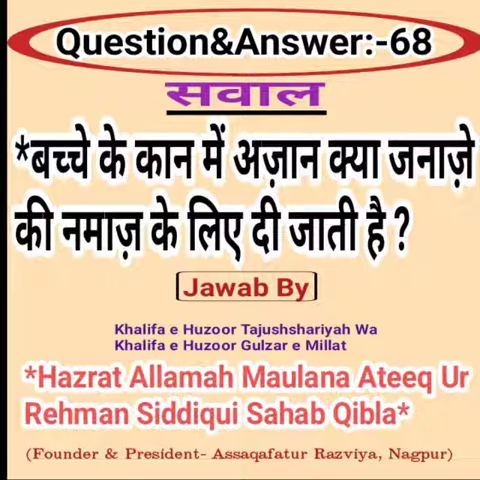 Question&Answer:-68
सवाल
*बच्चे के कान में अज़ान क्या जनाज़े
की नमाज़ के लिए दी जाती है ?
Jawab By
Khalifa e Huzoor Tajushshariyah Wa
Khalifa e Huzoor Gulzar e Millat
*Hazrat Allamah Maulana Ateeq Ur
Rehman Siddiqui Sahab Qibla*
(Founder & President- Assaqafatur Razviya, Nagpur)